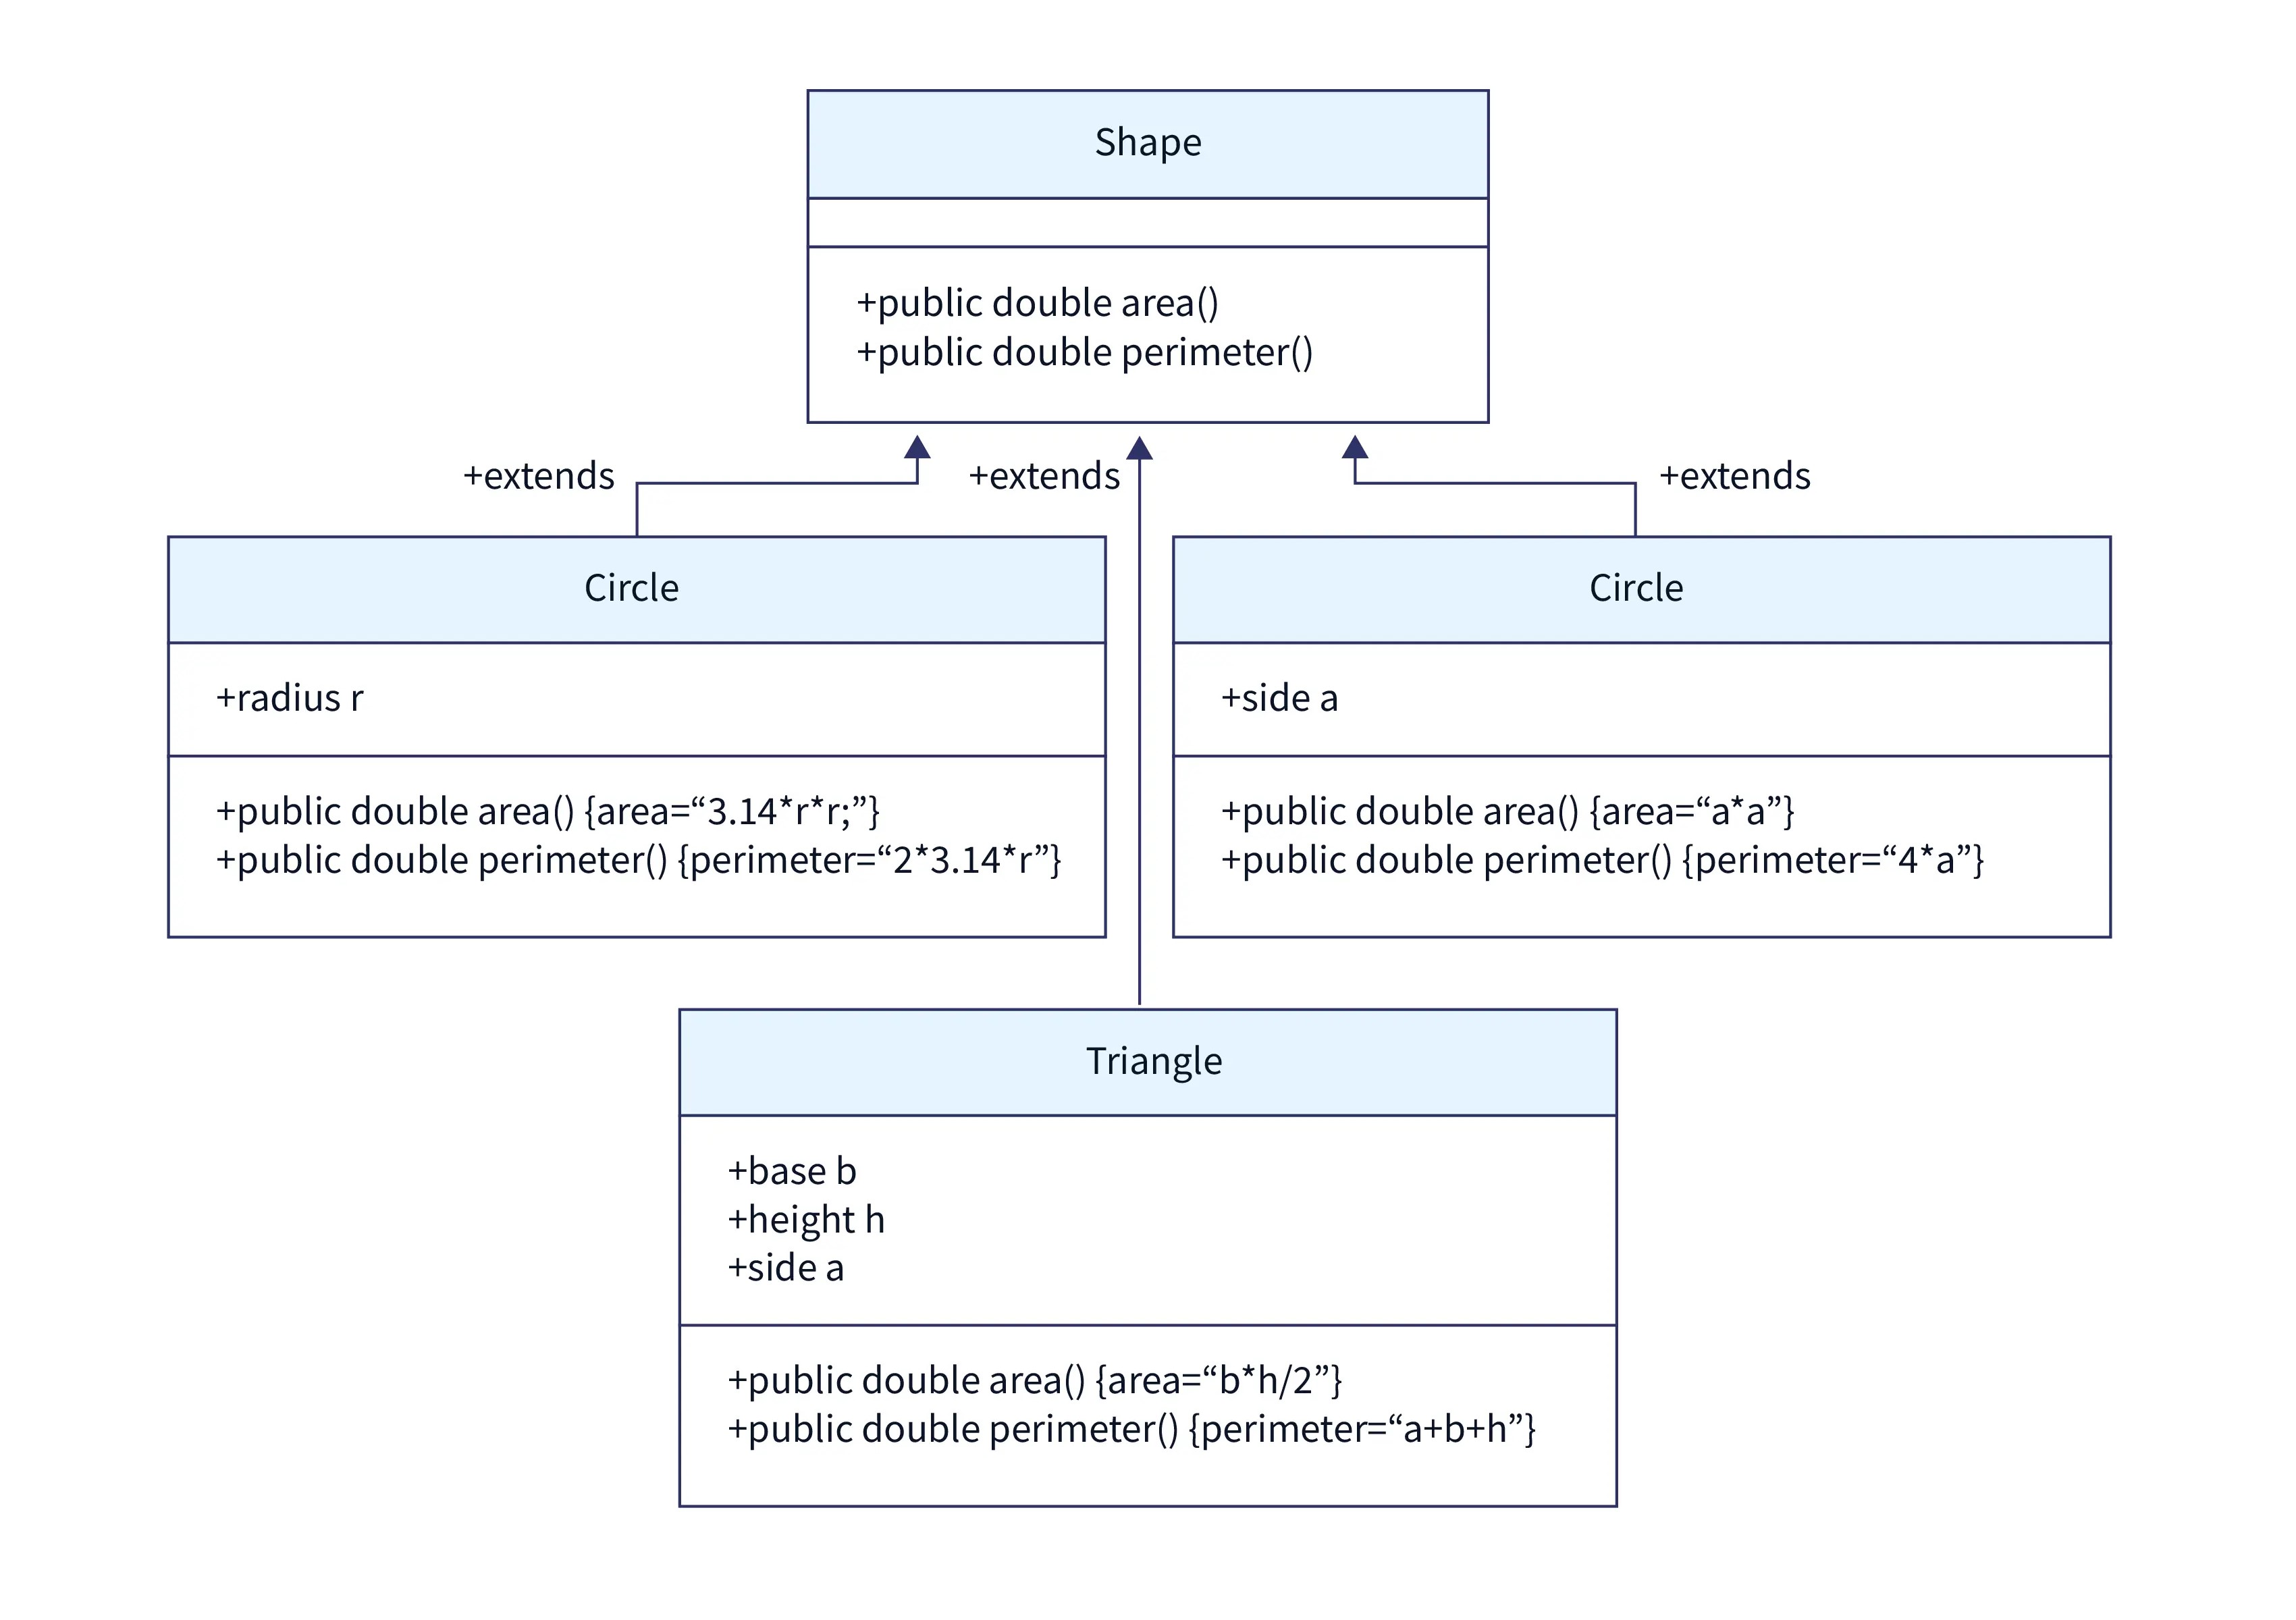 Shape
+public double area()
+public double perimeter()
+extends
+extends
+extends
Circle
+radius r
+public double area() {area=“3.14*r*r;”}
+public double perimeter() {perimeter=“2*3.14*r”}
Circle
+side a
+public double area() {area=“a*a”}
+public double perimeter() {perimeter=“4*a”}
Triangle
+base b
+height h
+side a
+public double area() {area=“b*h/2”}
+public double perimeter() {perimeter=“a+b+h”}